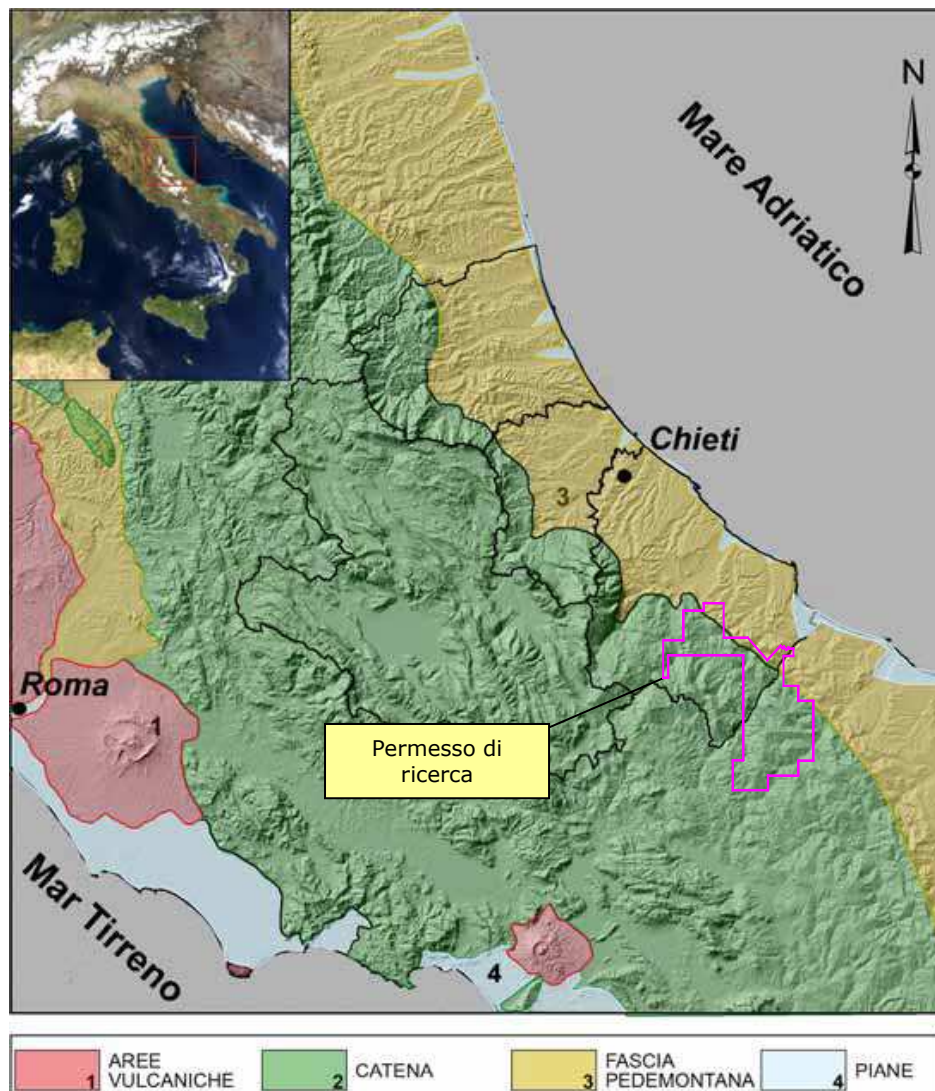 N
Mare Adriatico
Chieti
3
Roma
1
Permesso di
ricerca
Mar Tirreno
4
1 AREE
VULCANICHE
2 CATENA
3 FASCIA
PEDEMONTANA
4 PIANE